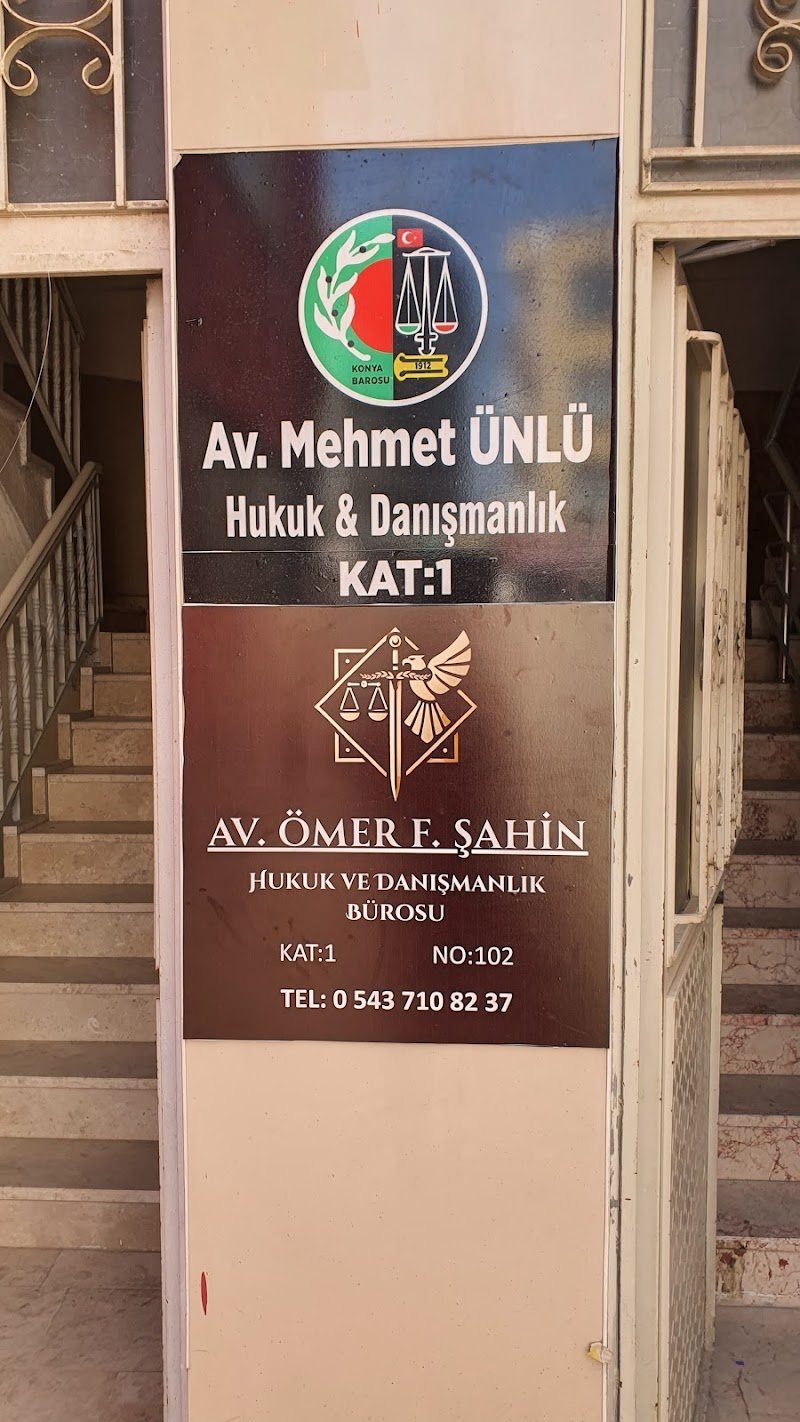 KONYA
BAROSU
1912
Av. Mehmet ÜNLÜ
Hukuk & Danışmanlık
KAT:1
AV. ÖMER F. ŞAHİN
HUKUK VE DANIŞMANLIK
BÜROSU
KAT:1 NO:102
TEL: 0 543 710 82 37